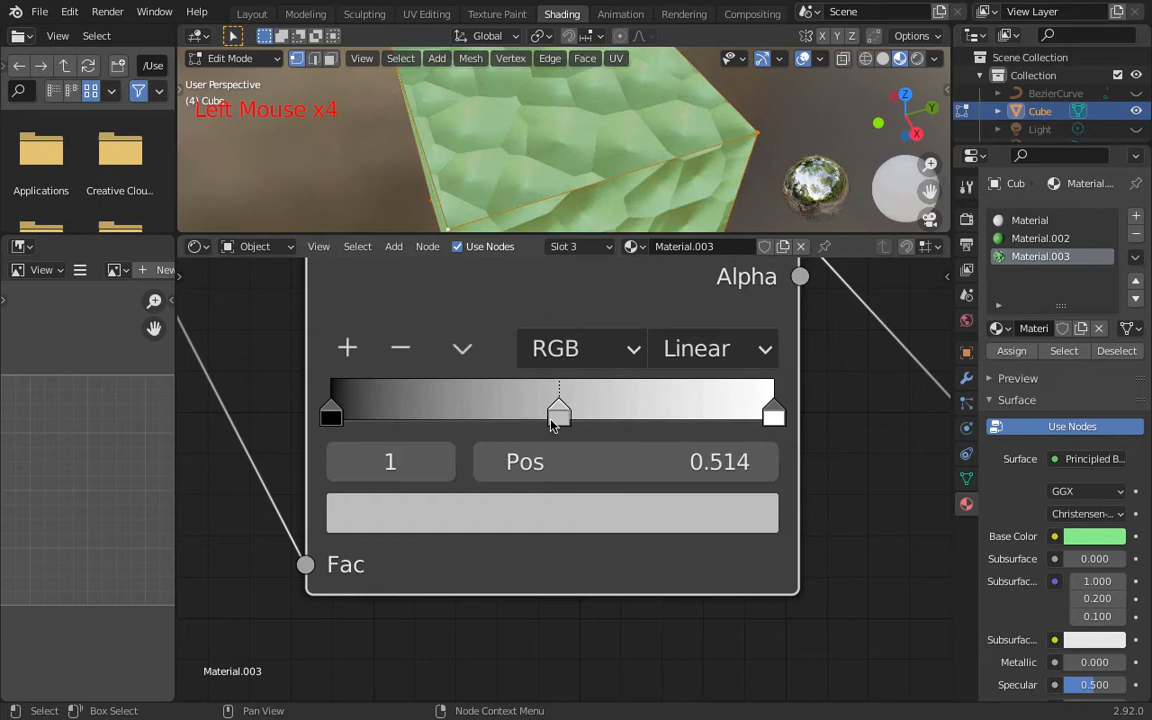 File Edit Render Window Help Layout Modeling Sculpting UV Editing Texture Paint Shading Animation Rendering Compositing Scene View Layer
View Select Global X Y Z Options
Scene Collection
/Use Edit Mode View Select Add Mesh Vertex Edge Face UV Collection
User Perspective
BezierCurve
(4) Cube
Left Mouse x4
Z Y X
Cube
Light
Applications Creative Clou...
Cub Material....
Material
Material.002
Material.003
View New Object View Select Add Node Use Nodes Slot 3 Material.003
Alpha
Materi
RGB Linear
Assign Select Deselect
Preview
Surface
Use Nodes
1 Pos 0.514
Surface Principled B...
GGX
Christensen-...
Base Color
Subsurface 0.000
Fac
Subsurfac... 1.000
0.200
0.100
Subsurfac...
Metallic 0.000
Specular 0.500
Material.003
Select Box Select Pan View Node Context Menu 2.92.0